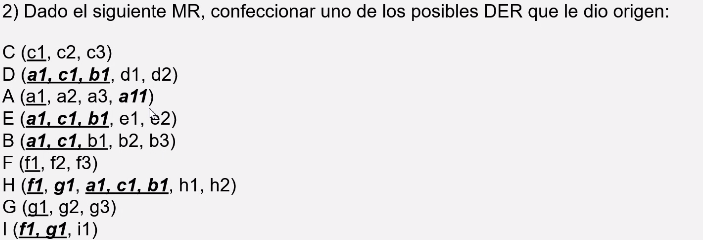 2) Dado el siguiente MR, confeccionar uno de los posibles DER que le dio origen:
C (c1, c2, c3)
D (a1, c1, b1, d1, d2)
A (a1, a2, a3, a11)
E (a1, c1, b1, e1, e2)
B (a1, c1, b1, b2, b3)
F (f1, f2, f3)
H (f1, g1, a1, c1, b1, h1, h2)
G (g1, g2, g3)
I (f1, g1, i1)